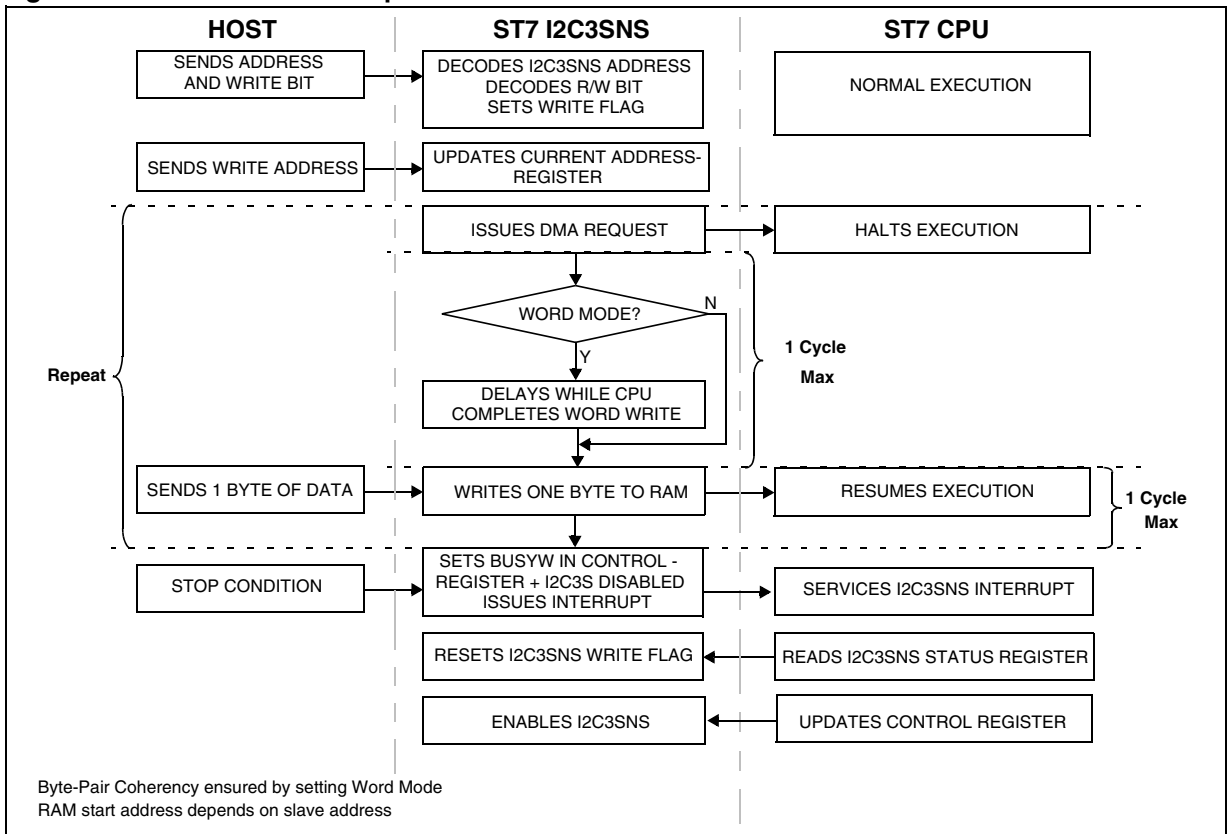 HOST
ST7 I2C3SNS
ST7 CPU
SENDS ADDRESS
AND WRITE BIT
DECODES I2C3SNS ADDRESS
DECODES R/W BIT
SETS WRITE FLAG
NORMAL EXECUTION
SENDS WRITE ADDRESS
UPDATES CURRENT ADDRESS-
REGISTER
ISSUES DMA REQUEST
HALTS EXECUTION
WORD MODE?
N
Y
1 Cycle
Max
Repeat
DELAYS WHILE CPU
COMPLETES WORD WRITE
SENDS 1 BYTE OF DATA
WRITES ONE BYTE TO RAM
RESUMES EXECUTION
1 Cycle
Max
STOP CONDITION
SETS BUSYW IN CONTROL -
REGISTER + I2C3S DISABLED
ISSUES INTERRUPT
SERVICES I2C3SNS INTERRUPT
RESETS I2C3SNS WRITE FLAG
READS I2C3SNS STATUS REGISTER
ENABLES I2C3SNS
UPDATES CONTROL REGISTER
Byte-Pair Coherency ensured by setting Word Mode
RAM start address depends on slave address